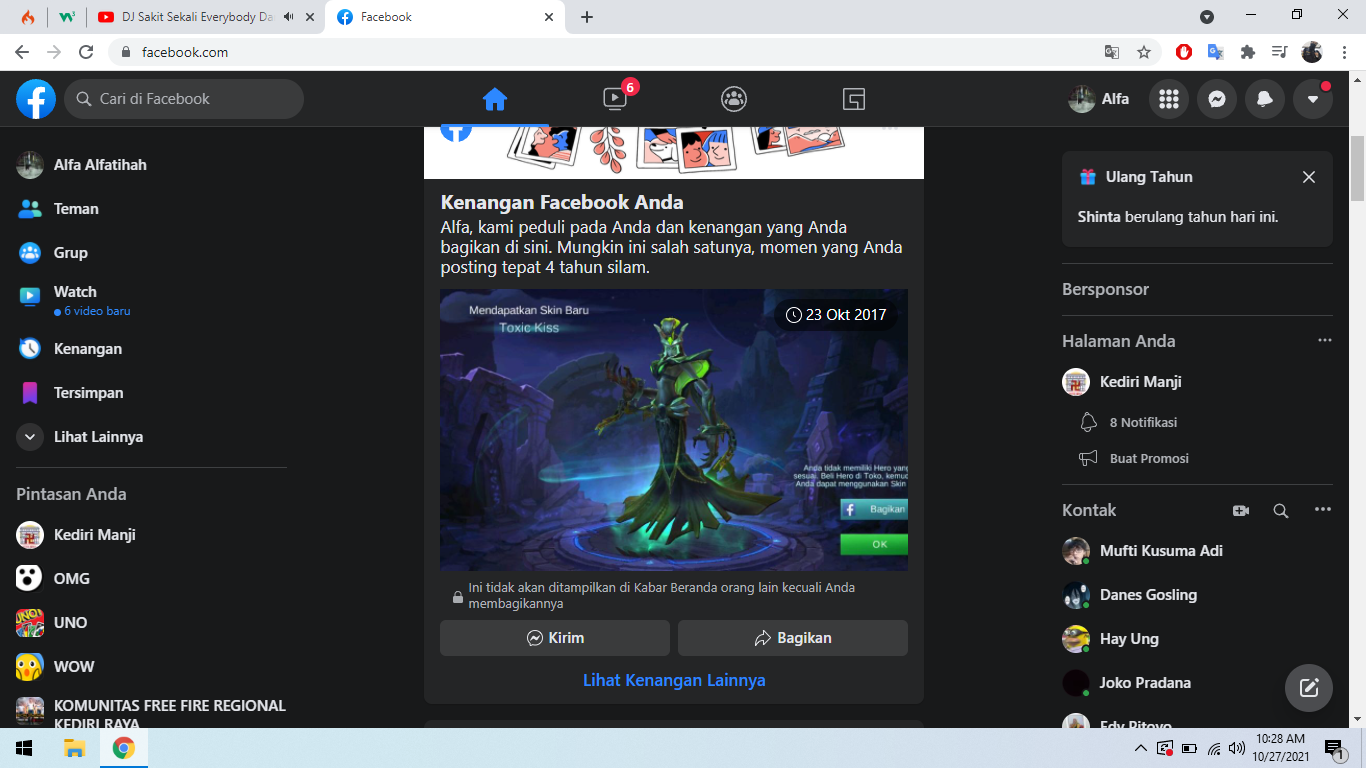 DJ Sakit Sekali Everybody Da
Facebook
facebook.com
Cari di Facebook
6
Alfa
Alfa Alfatihah
Teman
Grup
Watch
6 video baru
Kenangan
Tersimpan
Lihat Lainnya
Pintasan Anda
Kediri Manji
OMG
UNO
WOW
KOMUNITAS FREE FIRE REGIONAL
KEDIRI RAYA
Kenangan Facebook Anda
Alfa, kami peduli pada Anda dan kenangan yang Anda
bagikan di sini. Mungkin ini salah satunya, momen yang Anda
posting tepat 4 tahun silam.
Mendapatkan Skin Baru
Toxic Kiss
23 Okt 2017
Anda tidak memiliki Hero yang
sesuai. Beli Hero di Toko, kemud
Anda dapat menggunakan Skin
Bagikan
OK
Ini tidak akan ditampilkan di Kabar Beranda orang lain kecuali Anda
membagikannya
Kirim
Bagikan
Lihat Kenangan Lainnya
Ulang Tahun
Shinta berulang tahun hari ini.
Bersponsor
Halaman Anda
Kediri Manji
8 Notifikasi
Buat Promosi
Kontak
Mufti Kusuma Adi
Danes Gosling
Hay Ung
Joko Pradana
Edy Pitoyo
10:28 AM
10/27/2021
1